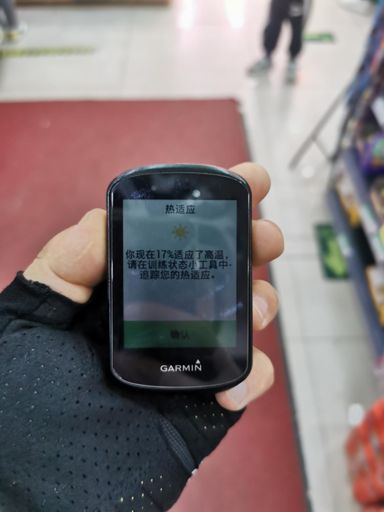 热适应
你现在17%适应了高温，
请在训练状态小工具中
追踪您的热适应。
确认
GARMIN